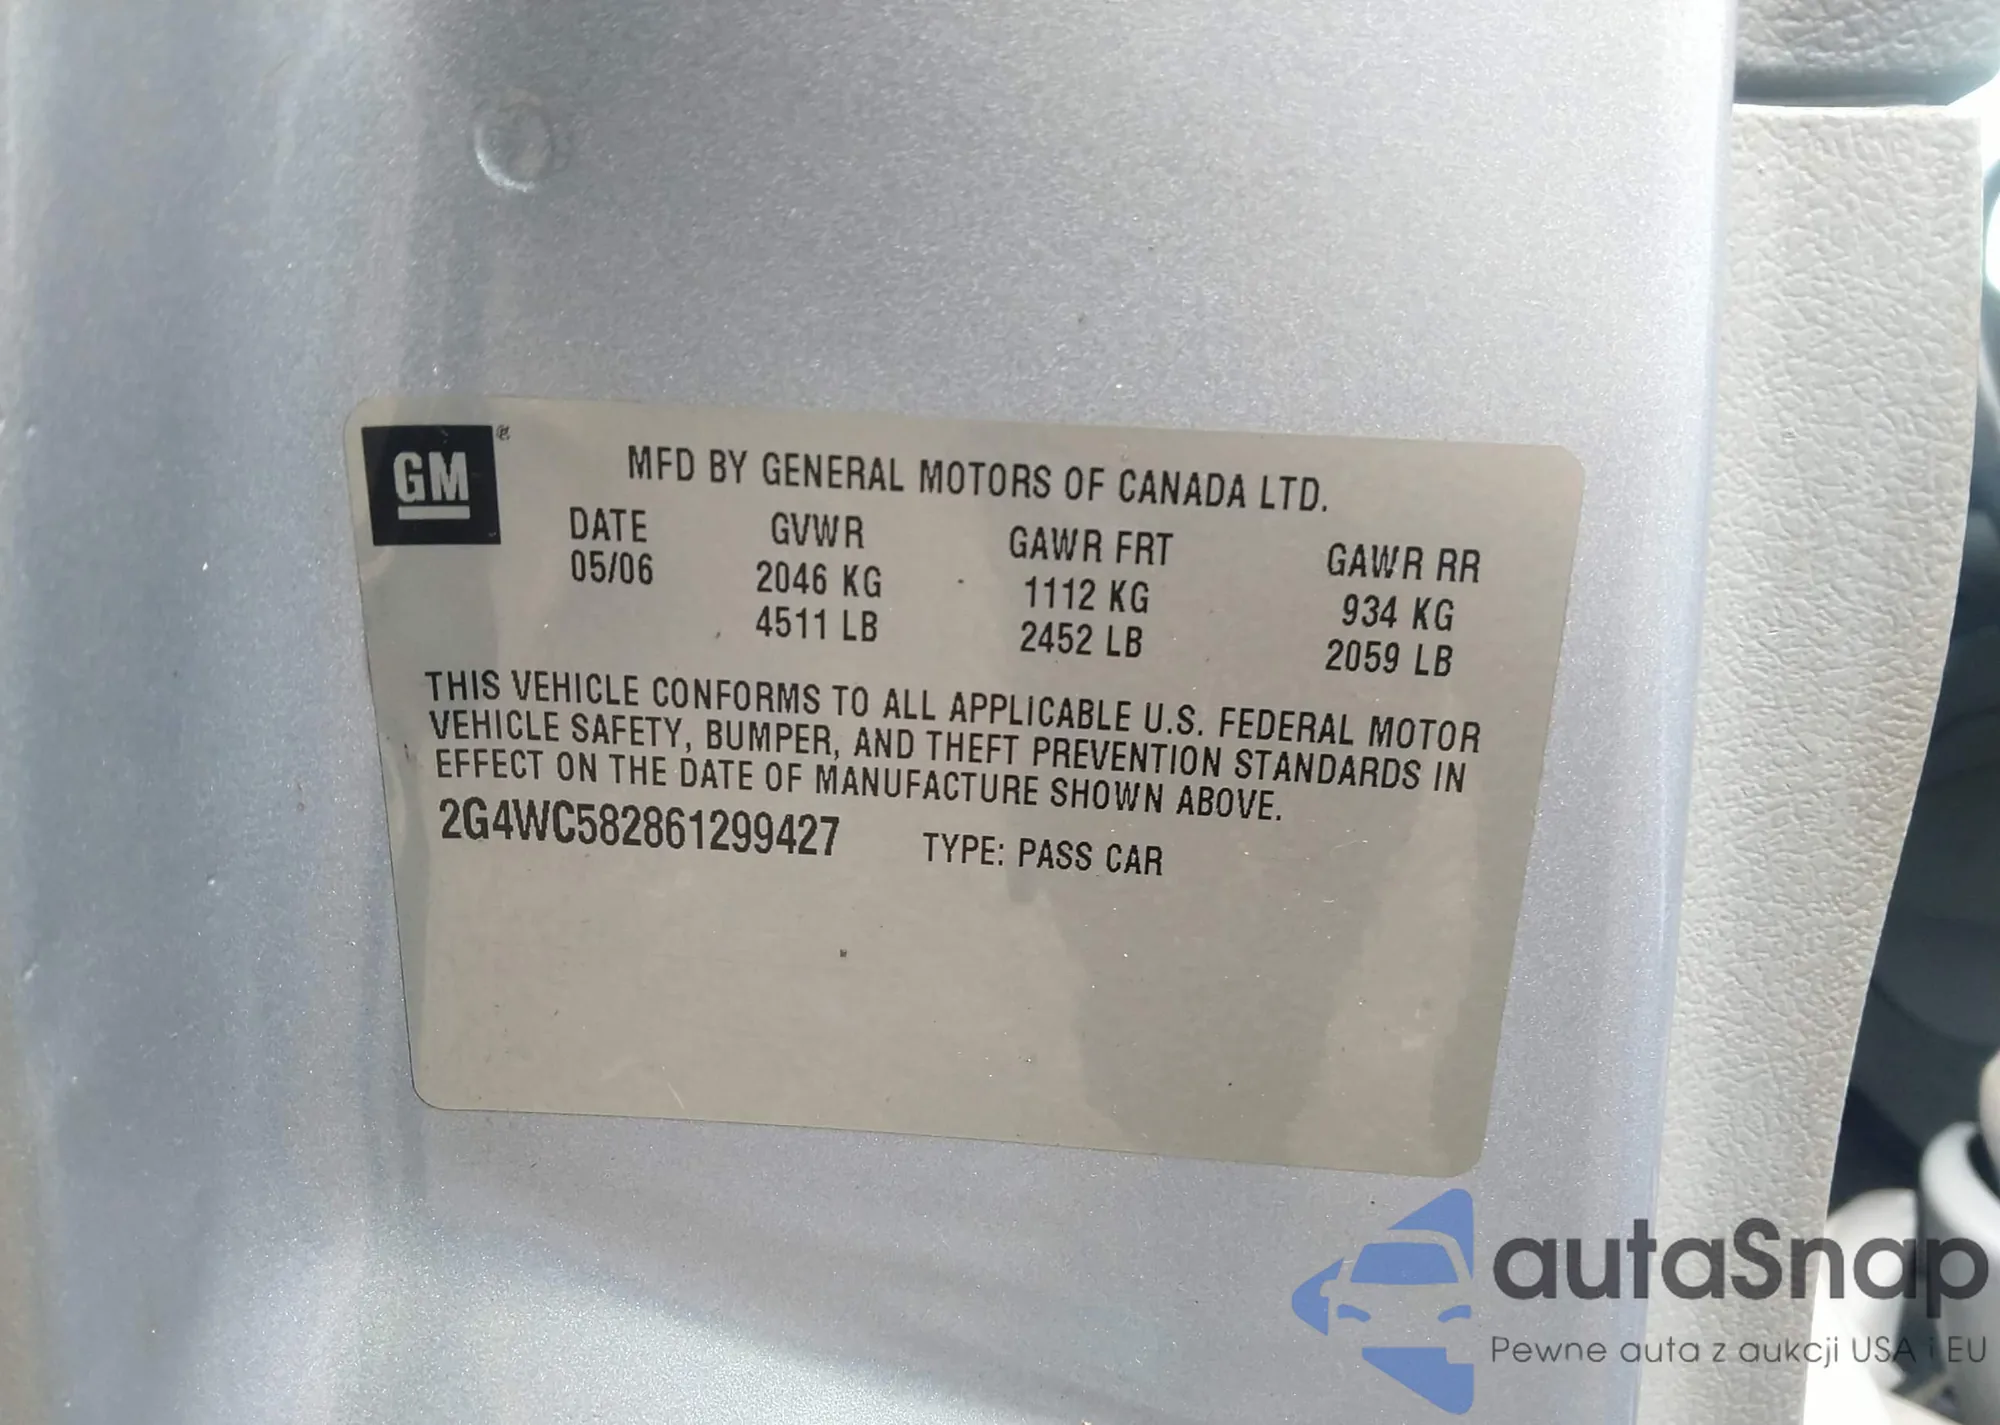 GM
®
MFD BY GENERAL MOTORS OF CANADA LTD.
DATE GVWR GAWR FRT GAWR RR
05/06 2046 KG 1112 KG 934 KG
4511 LB 2452 LB 2059 LB
THIS VEHICLE CONFORMS TO ALL APPLICABLE U.S. FEDERAL MOTOR
VEHICLE SAFETY, BUMPER, AND THEFT PREVENTION STANDARDS IN
EFFECT ON THE DATE OF MANUFACTURE SHOWN ABOVE.
2G4WC582861299427 TYPE: PASS CAR
autaSnap
Pewne auta z aukcji USA i EU